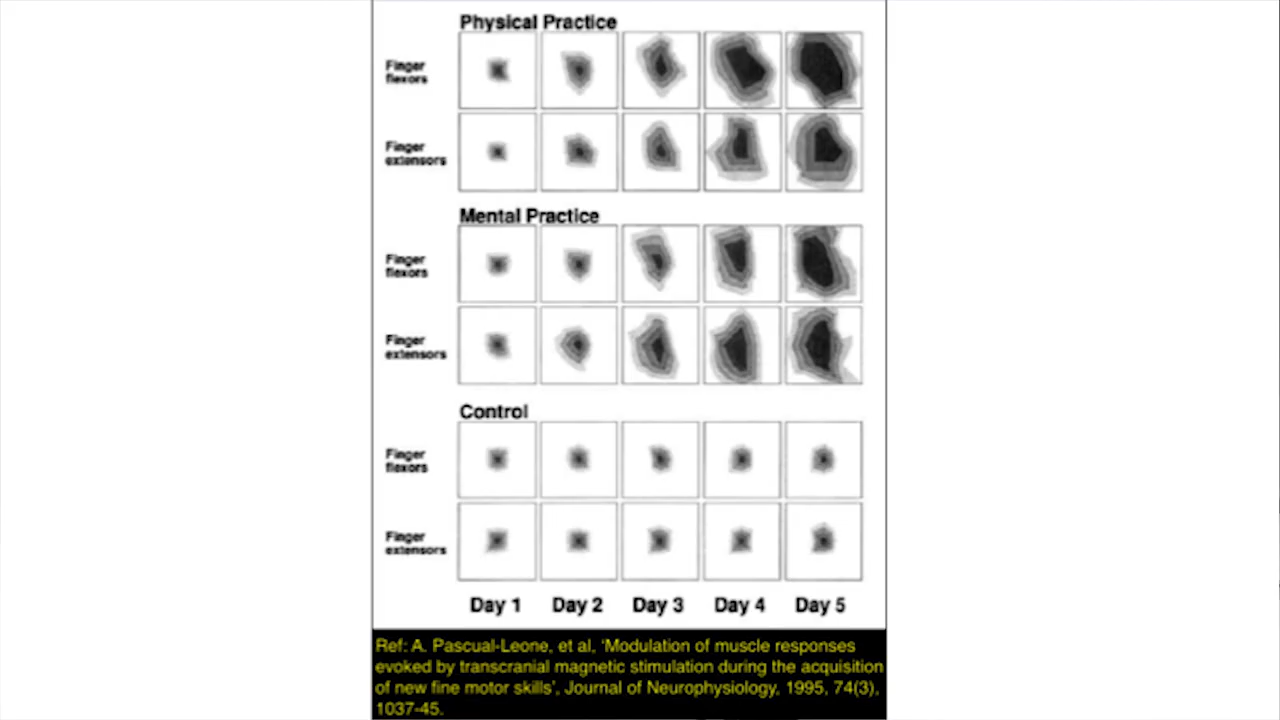 Physical Practice
Finger
flexors
Finger
extensors
Mental Practice
Finger
flexors
Finger
extensors
Control
Finger
flexors
Finger
extensors
Day 1 Day 2 Day 3 Day 4 Day 5
Ref: A. Pascual-Leone, et al, ‘Modulation of muscle responses
evoked by transcranial magnetic stimulation during the acquisition
of new fine motor skills’, Journal of Neurophysiology, 1995, 74(3),
1037-45.